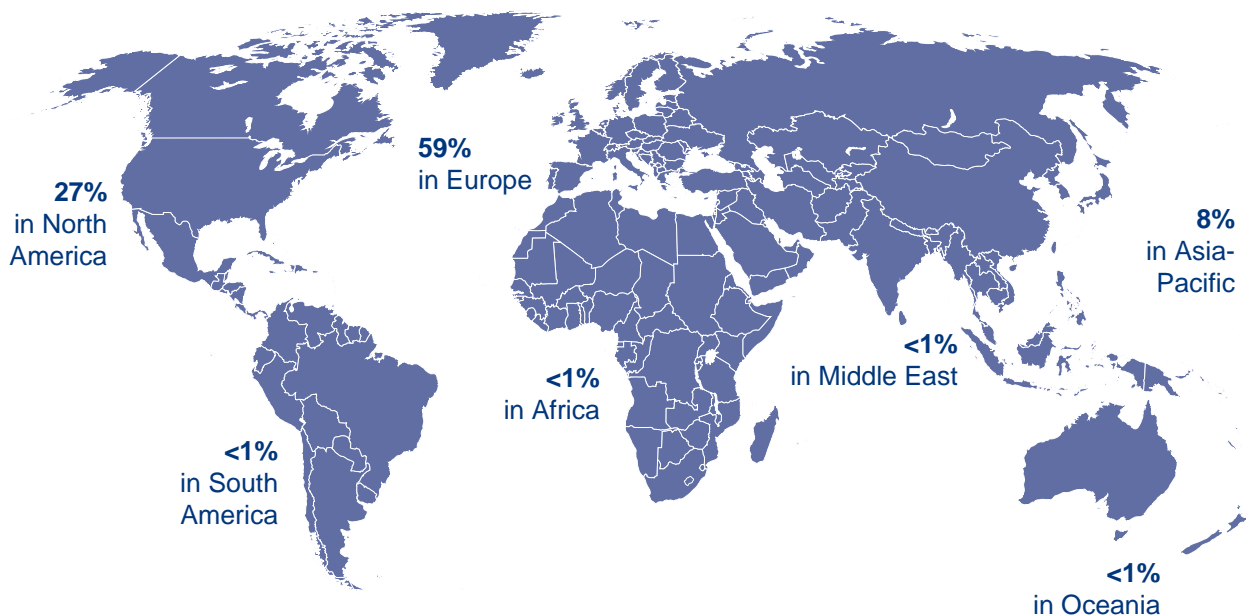 59%
in Europe
27%
in North
America
8%
in Asia-
Pacific
<1%
in Middle East
<1%
in Africa
<1%
in South
America
<1%
in Oceania